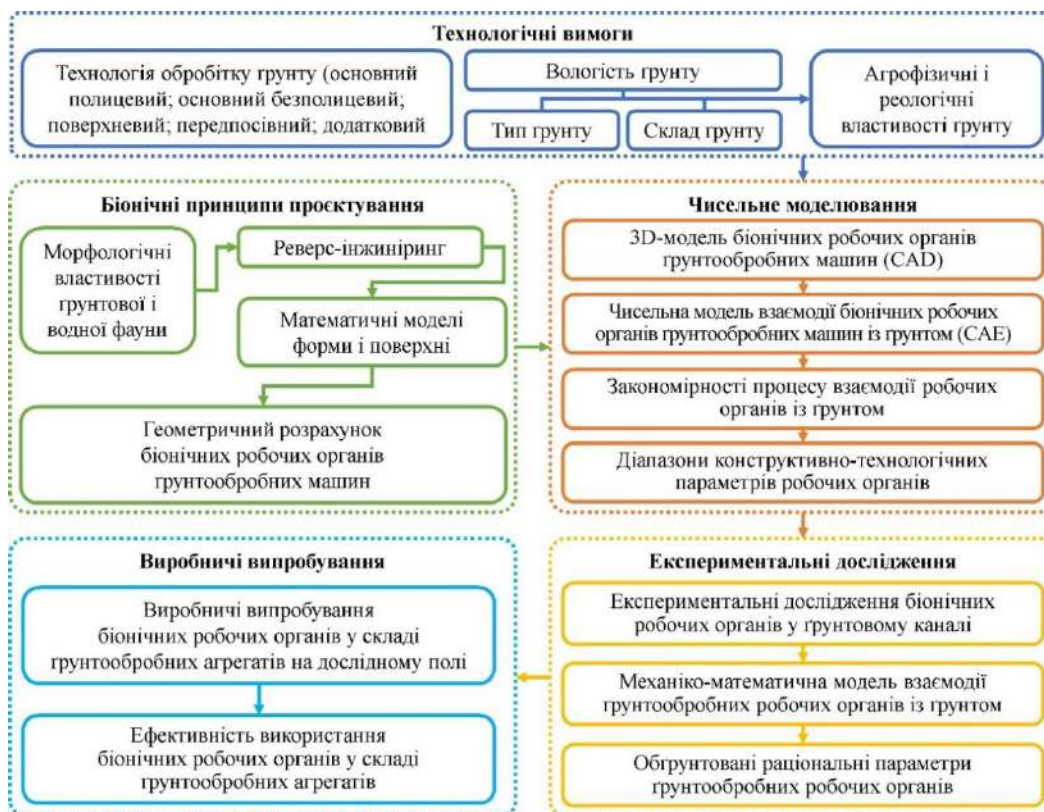 Технологічні вимоги
Технологія обробітку ґрунту (основний
полицевий; основний безполицевий;
поверхневий; передпосівний; додатковий
Вологість ґрунту
Тип ґрунту
Склад ґрунту
Агрофізичні і
реологічні
властивості ґрунту
Біонічні принципи проєктування
Морфологічні
властивості
ґрунтової і
водної фауни
Реверс-інжиніринг
Математичні моделі
форми і поверхні
Геометричний розрахунок
біонічних робочих органів
ґрунтообробних машин
Чисельне моделювання
3D-модель біонічних робочих органів
ґрунтообробних машин (CAD)
Чисельна модель взаємодії біонічних робочих
органів ґрунтообробних машин із ґрунтом (CAE)
Закономірності процесу взаємодії робочих
органів із ґрунтом
Діапазони конструктивно-технологічних
параметрів робочих органів
Виробничі випробування
Виробничі випробування
біонічних робочих органів у складі
ґрунтообробних агрегатів на дослідному полі
Ефективність використання
біонічних робочих органів у складі
ґрунтообробних агрегатів
Експериментальні дослідження
Експериментальні дослідження біонічних
робочих органів у ґрунтовому каналі
Механіко-математична модель взаємодії
ґрунтообробних робочих органів із ґрунтом
Обґрунтовані раціональні параметри
ґрунтообробних робочих органів